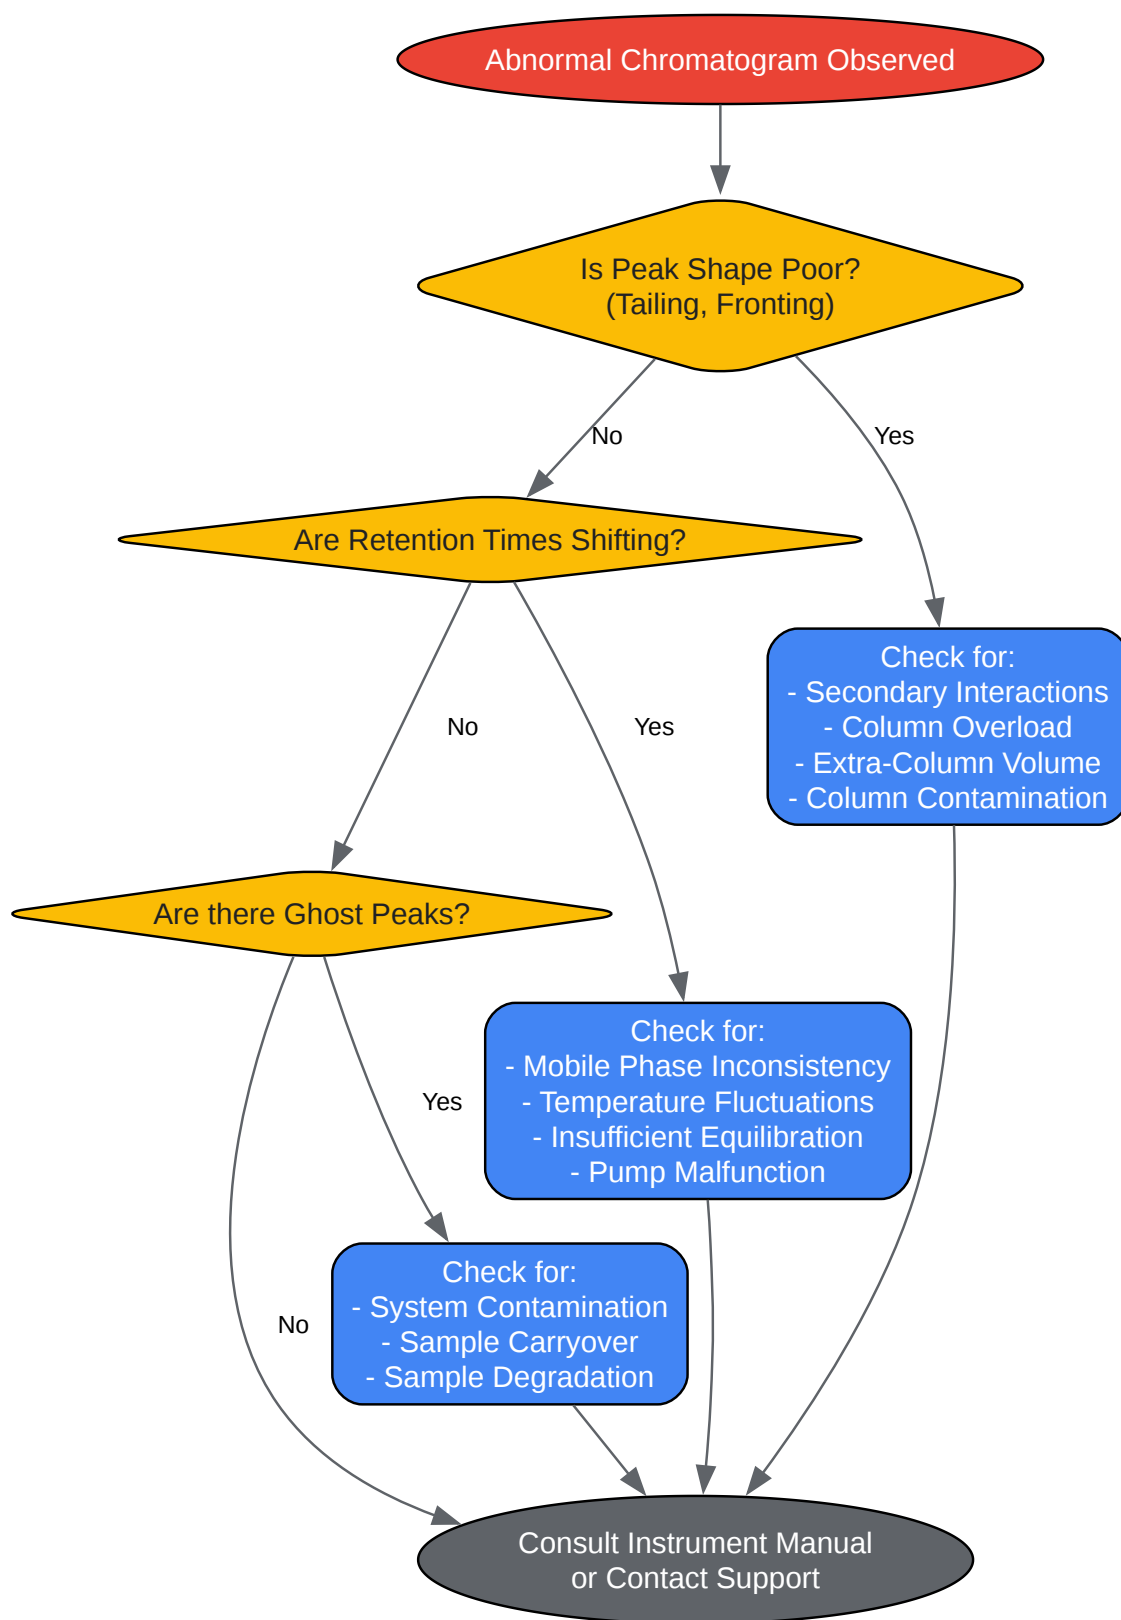 Abnormal Chromatogram Observed
Is Peak Shape Poor?
(Tailing, Fronting)
No
Yes
Are Retention Times Shifting?
Check for:
- Secondary Interactions
- Column Overload
- Extra-Column Volume
- Column Contamination
No
Yes
Are there Ghost Peaks?
Check for:
- Mobile Phase Inconsistency
- Temperature Fluctuations
- Insufficient Equilibration
- Pump Malfunction
Yes
Check for:
- System Contamination
- Sample Carryover
- Sample Degradation
No
Consult Instrument Manual
or Contact Support